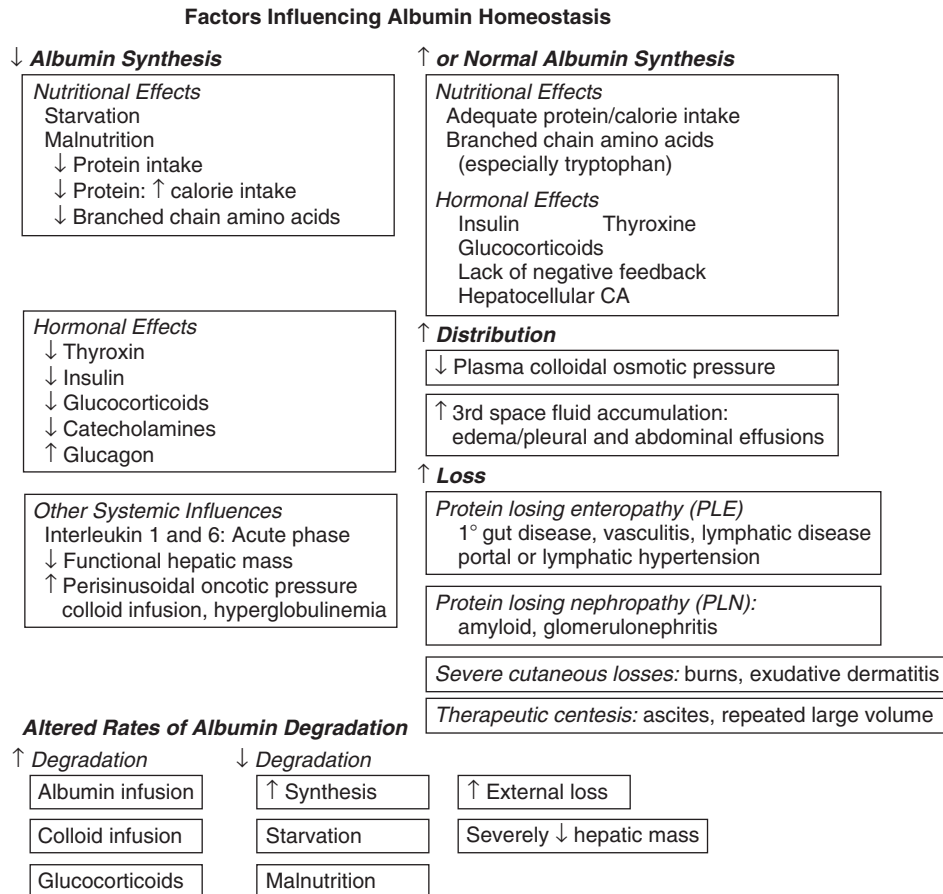 Factors Influencing Albumin Homeostasis
↓ Albumin Synthesis
Nutritional Effects
Starvation
Malnutrition
↓ Protein intake
↓ Protein: ↑ calorie intake
↓ Branched chain amino acids
Hormonal Effects
↓ Thyroxin
↓ Insulin
↓ Glucocorticoids
↓ Catecholamines
↑ Glucagon
Other Systemic Influences
Interleukin 1 and 6: Acute phase
↓ Functional hepatic mass
↑ Perisinusoidal oncotic pressure
colloid infusion, hyperglobulinemia
↑ or Normal Albumin Synthesis
Nutritional Effects
Adequate protein/calorie intake
Branched chain amino acids
(especially tryptophan)
Hormonal Effects
Insulin Thyroxine
Glucocorticoids
Lack of negative feedback
Hepatocellular CA
↑ Distribution
↓ Plasma colloidal osmotic pressure
↑ 3rd space fluid accumulation:
edema/pleural and abdominal effusions
↑ Loss
Protein losing enteropathy (PLE)
1° gut disease, vasculitis, lymphatic disease
portal or lymphatic hypertension
Protein losing nephropathy (PLN):
amyloid, glomerulonephritis
Severe cutaneous losses: burns, exudative dermatitis
Therapeutic centesis: ascites, repeated large volume
Altered Rates of Albumin Degradation
↑ Degradation
Albumin infusion
Colloid infusion
Glucocorticoids
↓ Degradation
↑ Synthesis
Starvation
Malnutrition
↑ External loss
Severely ↓ hepatic mass